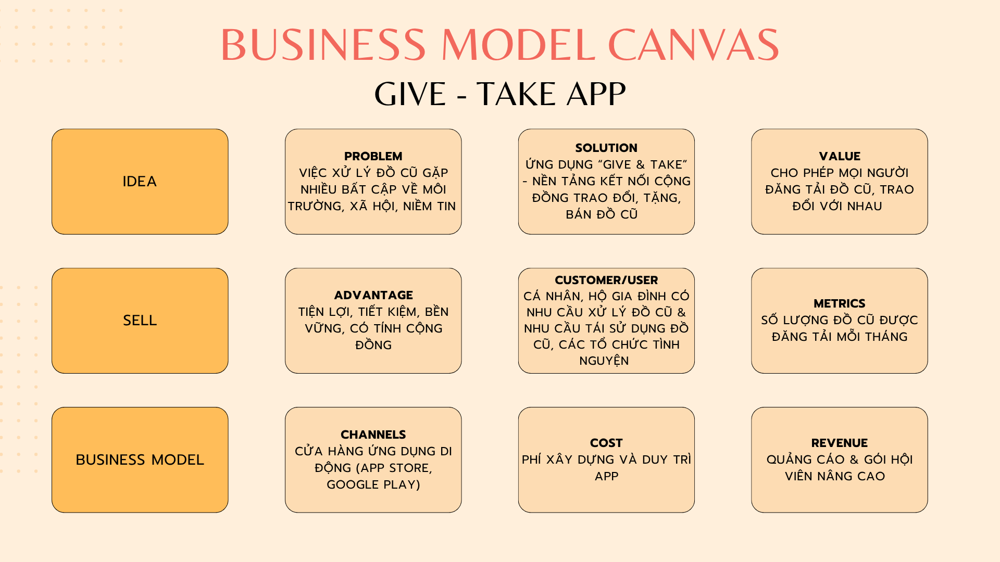 BUSINESS MODEL CANVAS
GIVE - TAKE APP
IDEA
PROBLEM
VIỆC XỬ LÝ ĐỒ CŨ GẶP
NHIỀU BẤT CẬP VỀ MÔI
TRƯỜNG, XÃ HỘI, NIỀM TIN
SOLUTION
ỨNG DỤNG “GIVE & TAKE”
- NỀN TẢNG KẾT NỐI CỘNG
ĐỒNG TRAO ĐỔI, TẶNG,
BÁN ĐỒ CŨ
VALUE
CHO PHÉP MỌI NGƯỜI
ĐĂNG TẢI ĐỒ CŨ, TRAO
ĐỔI VỚI NHAU
SELL
ADVANTAGE
TIỆN LỢI, TIẾT KIỆM, BỀN
VỮNG, CÓ TÍNH CỘNG
ĐỒNG
CUSTOMER/USER
CÁ NHÂN, HỘ GIA ĐÌNH CÓ
NHU CẦU XỬ LÝ ĐỒ CŨ &
NHU CẦU TÁI SỬ DỤNG ĐỒ
CŨ, CÁC TỔ CHỨC TÌNH
NGUYỆN
METRICS
SỐ LƯỢNG ĐỒ CŨ ĐƯỢC
ĐĂNG TẢI MỖI THÁNG
BUSINESS MODEL
CHANNELS
CỬA HÀNG ỨNG DỤNG DI
ĐỘNG (APP STORE,
GOOGLE PLAY)
COST
PHÍ XÂY DỰNG VÀ DUY TRÌ
APP
REVENUE
QUẢNG CÁO & GÓI HỘI
VIÊN NÂNG CAO